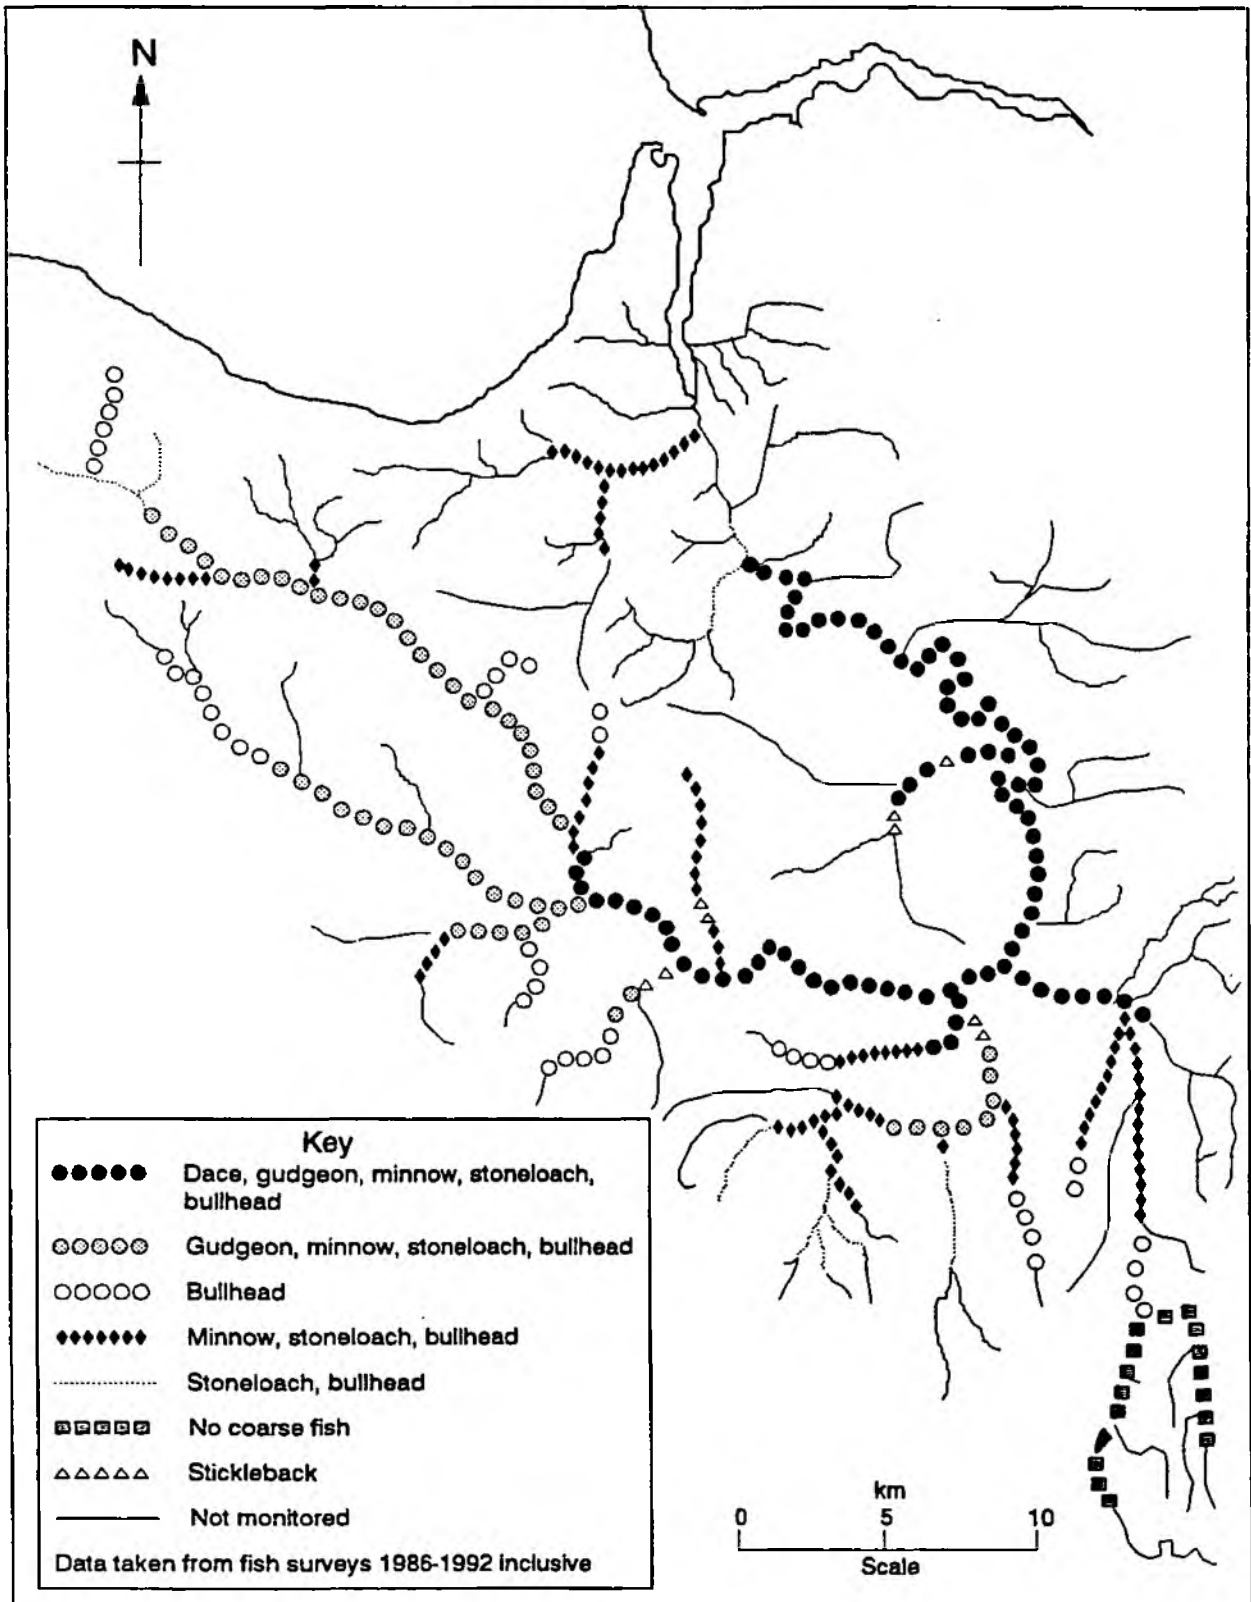 N
Key
Dace, gudgeon, minnow, stoneloach,
bullhead
Gudgeon, minnow, stoneloach, bullhead
Bullhead
Minnow, stoneloach, bullhead
Stoneloach, bullhead
No coarse fish
Stickleback
Not monitored
Data taken from fish surveys 1986-1992 inclusive
km
0 5 10
Scale